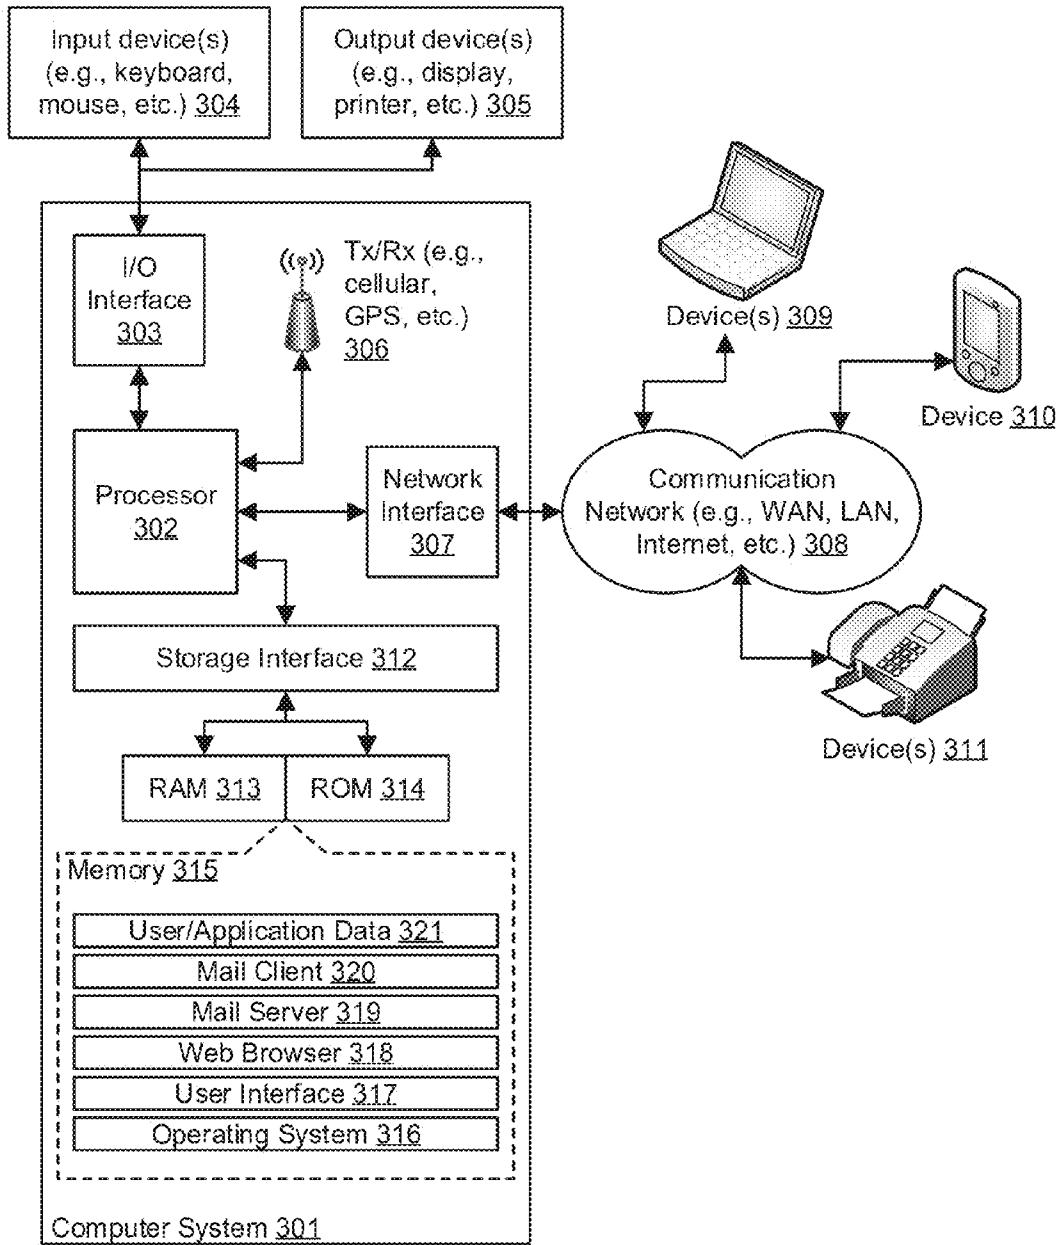 Input device(s)
(e.g., keyboard,
mouse, etc.) 304
Output device(s)
(e.g., display,
printer, etc.) 305
I/O
Interface
303
Tx/Rx (e.g.,
cellular,
GPS, etc.)
306
Device(s) 309
Device 310
Processor
302
Network
Interface
307
Communication
Network (e.g., WAN, LAN,
Internet, etc.) 308
Device(s) 311
Storage Interface 312
RAM 313
ROM 314
Memory 315
User/Application Data 321
Mail Client 320
Mail Server 319
Web Browser 318
User Interface 317
Operating System 316
Computer System 301